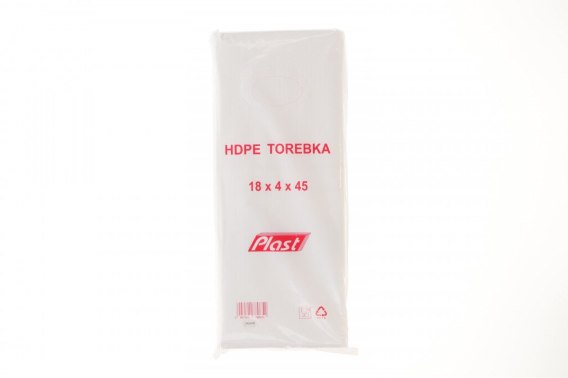 HDPE TOREBKA
18 x 4 x 45
Plast